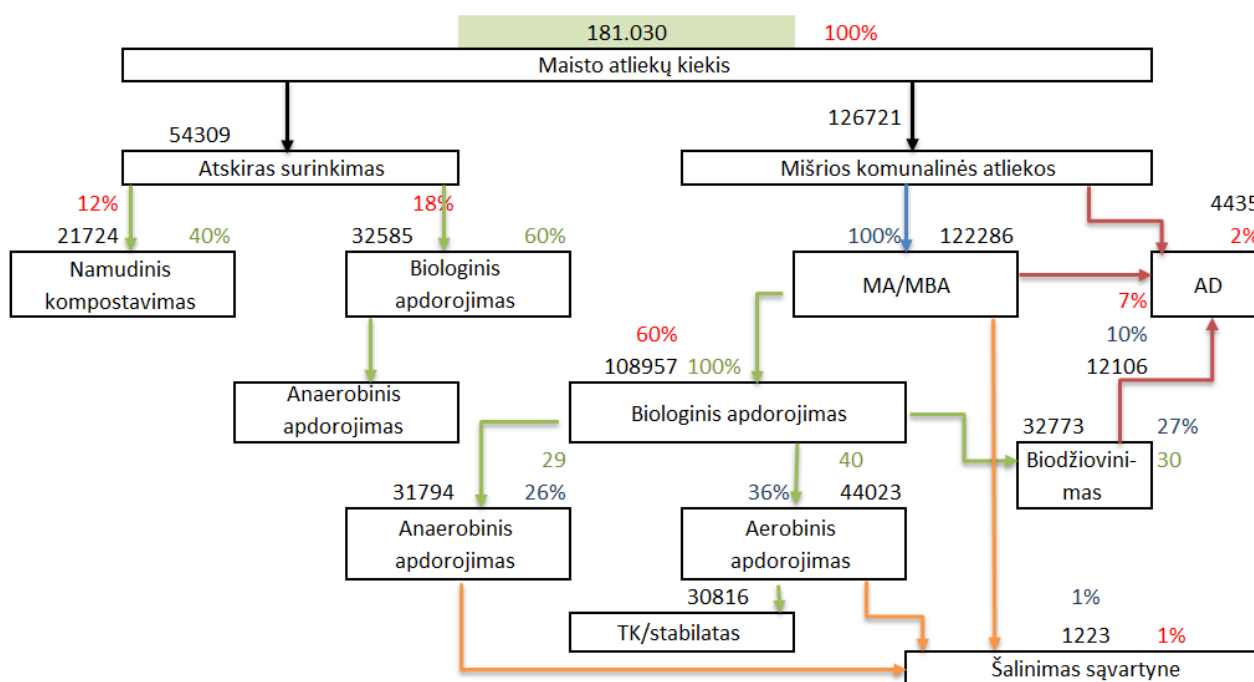 181.030 100%
Maisto atliekų kiekis
54309
126721
Atskiras surinkimas
Mišrios komunalinės atliekos
12% 18%
4435
21724 40% 32585 60%
100% 122286
2%
Namudinis
kompostavimas
Biologinis
apdorojimas
MA/MBA
AD
7%
60%
10%
108957 100%
12106
Anaerobinis
apdorojimas
Biologinis apdorojimas
32773 27%
Biodžiovini-
mas
30
29
40
31794 26%
36% 44023
Anaerobinis
apdorojimas
Aerobinis
apdorojimas
30816
1%
TK/stabilatas
1223 1%
Šalinimas sąvartyne